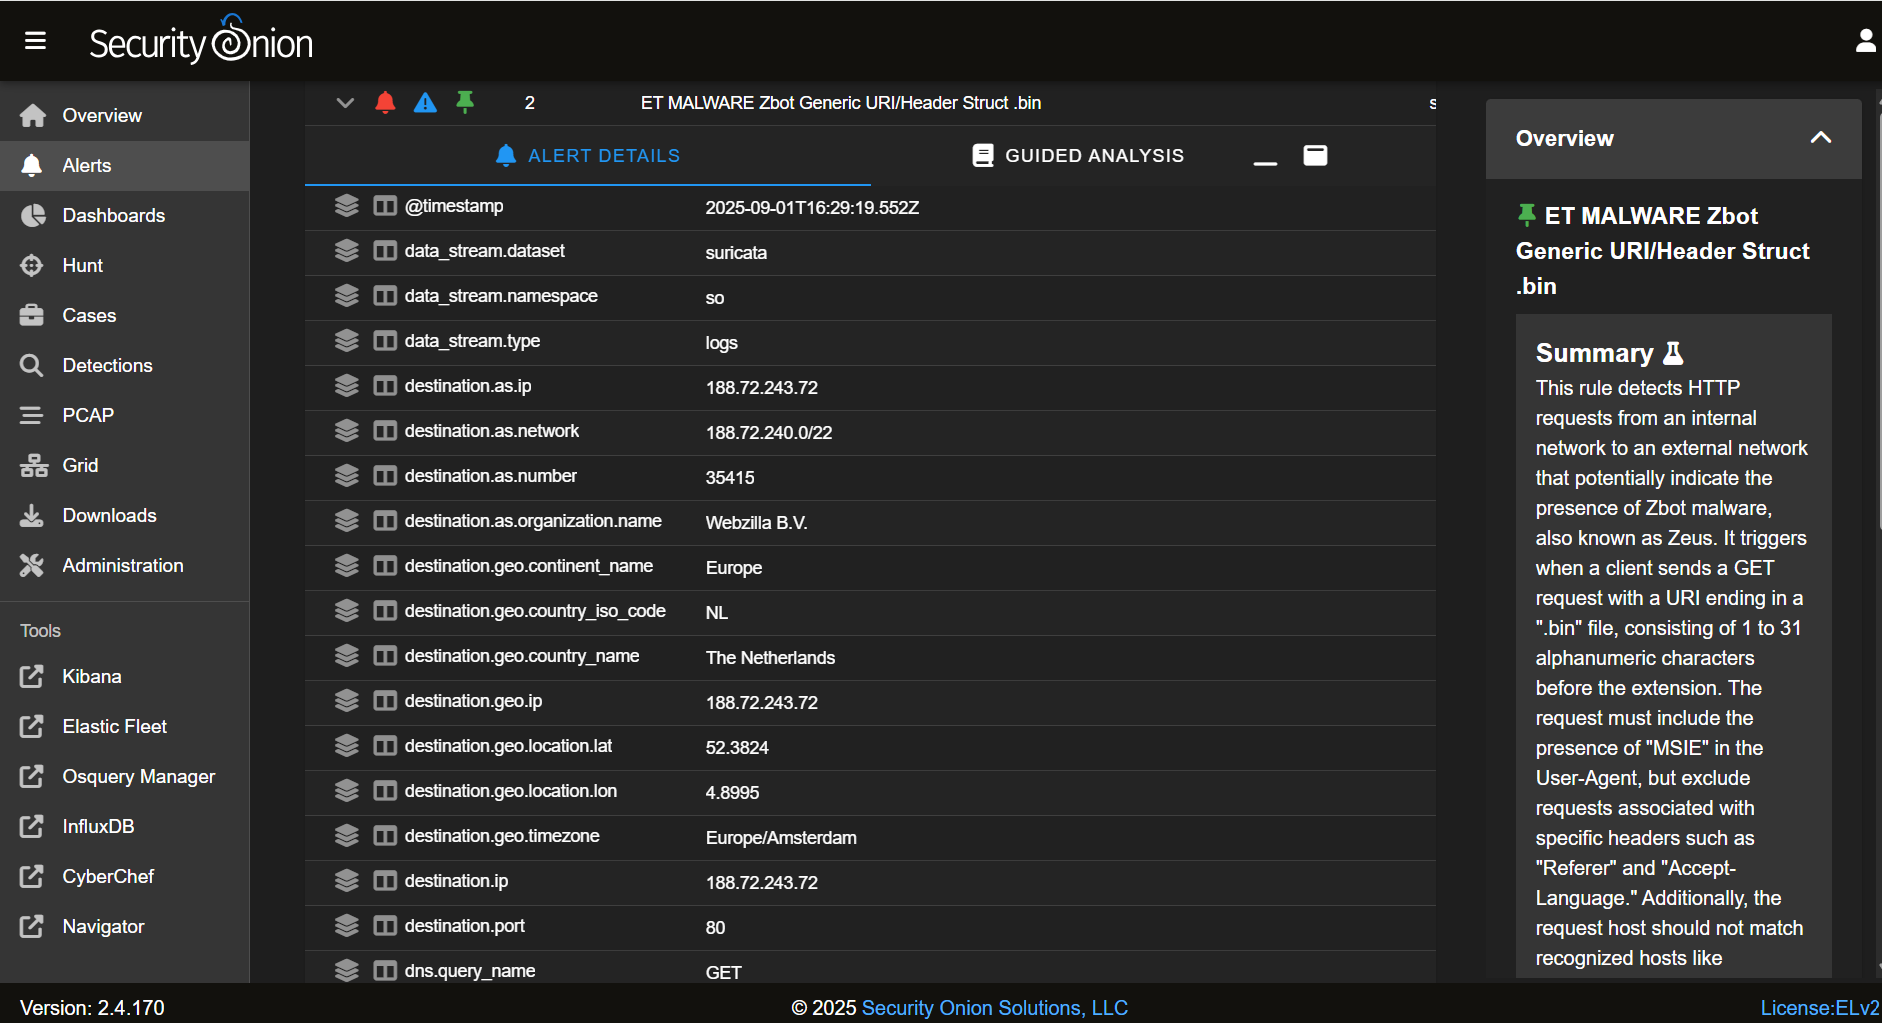 Security Onion
Overview
Alerts
Dashboards
Hunt
Cases
Detections
PCAP
Grid
Downloads
Administration
Tools
Kibana
Elastic Fleet
Osquery Manager
InfluxDB
CyberChef
Navigator
2 ET MALWARE Zbot Generic URI/Header Struct .bin s
ALERT DETAILS GUIDED ANALYSIS
@timestamp 2025-09-01T16:29:19.552Z
data_stream.dataset suricata
data_stream.namespace so
data_stream.type logs
destination.as.ip 188.72.243.72
destination.as.network 188.72.240.0/22
destination.as.number 35415
destination.as.organization.name Webzilla B.V.
destination.geo.continent_name Europe
destination.geo.country_iso_code NL
destination.geo.country_name The Netherlands
destination.geo.ip 188.72.243.72
destination.geo.location.lat 52.3824
destination.geo.location.lon 4.8995
destination.geo.timezone Europe/Amsterdam
destination.ip 188.72.243.72
destination.port 80
dns.query_name GET
Overview
ET MALWARE Zbot
Generic URI/Header Struct
.bin
Summary
This rule detects HTTP
requests from an internal
network to an external network
that potentially indicate the
presence of Zbot malware,
also known as Zeus. It triggers
when a client sends a GET
request with a URI ending in a
".bin" file, consisting of 1 to 31
alphanumeric characters
before the extension. The
request must include the
presence of "MSIE" in the
User-Agent, but exclude
requests associated with
specific headers such as
"Referer" and "Accept-
Language." Additionally, the
request host should not match
recognized hosts like
Version: 2.4.170
© 2025 Security Onion Solutions, LLC
License:ELv2